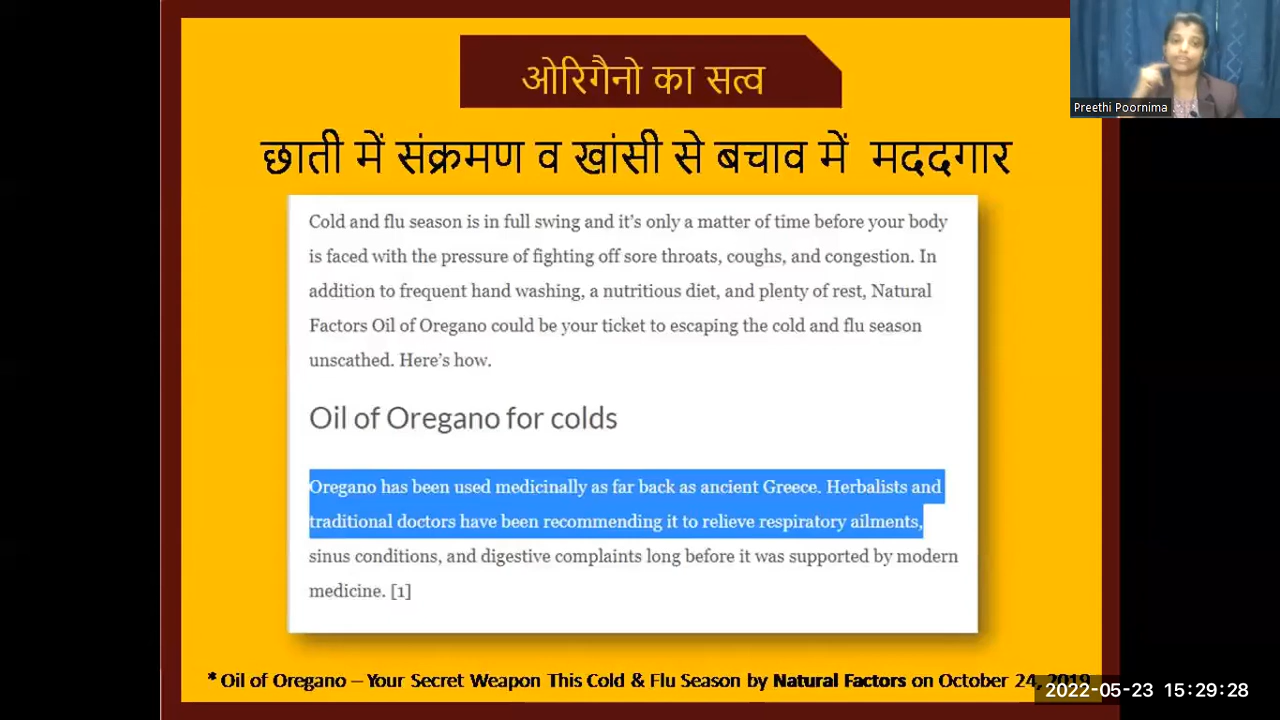 ओरिगैनो का सत्व
Preethi Poornima
छाती में संक्रमण व खांसी से बचाव में मददगार
Cold and flu season is in full swing and it's only a matter of time before your body
is faced with the pressure of fighting off sore throats, coughs, and congestion. In
addition to frequent hand washing, a nutritious diet, and plenty of rest, Natural
Factors Oil of Oregano could be your ticket to escaping the cold and flu season
unscathed. Here's how.
Oil of Oregano for colds
Oregano has been used medicinally as far back as ancient Greece. Herbalists and
traditional doctors have been recommending it to relieve respiratory ailments,
sinus conditions, and digestive complaints long before it was supported by modern
medicine. [1]
* Oil of Oregano – Your Secret Weapon This Cold & Flu Season by Natural Factors on October 24, 2019
2022-05-23 15:29:28